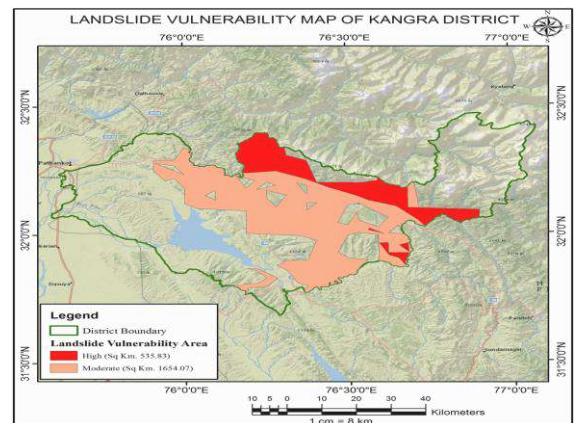 LANDSLIDE VULNERABILITY MAP OF KANGRA DISTRICT
N
W E
S
76°0'0"E 76°30'0"E 77°0'0"E
32°30'0"N 32°30'0"N
Pathankot
32°0'0"N 32°0'0"N
31°30'0"N 31°30'0"N
Legend
District Boundary
Landslide Vulnerability Area
High (Sq Km. 535.83)
Moderate (Sq Km. 1654.07)
76°0'0"E 76°30'0"E 77°0'0"E
10 5 0 10 20 30 40
Kilometers
1 cm = 8 km